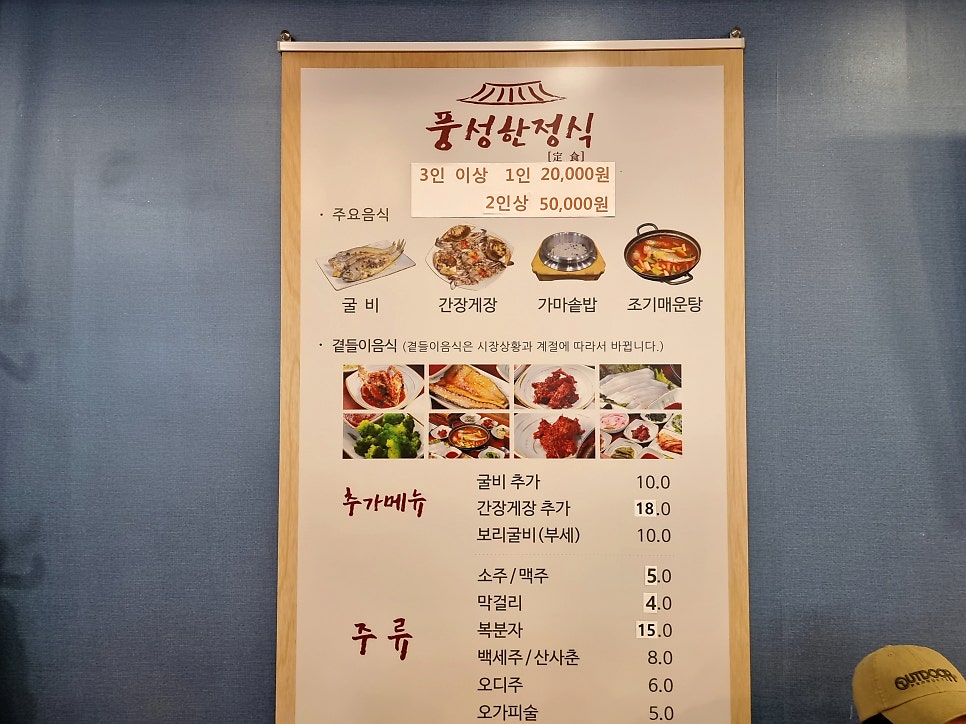 풍성한정식
[定 食]
3인 이상 1인 20,000원
2인상 50,000원
· 주요음식
굴 비 간장게장 가마솥밥 조기매운탕
· 곁들이음식 (곁들이음식은 시장상황과 계절에 따라서 바뀝니다.)
추가메뉴
굴비 추가 10.0
간장게장 추가 18.0
보리굴비(부세) 10.0
주류
소주/맥주 5.0
막걸리 4.0
복분자 15.0
백세주/산사춘 8.0
오디주 6.0
오가피술 5.0
OUTDOOR
PRODUCTS